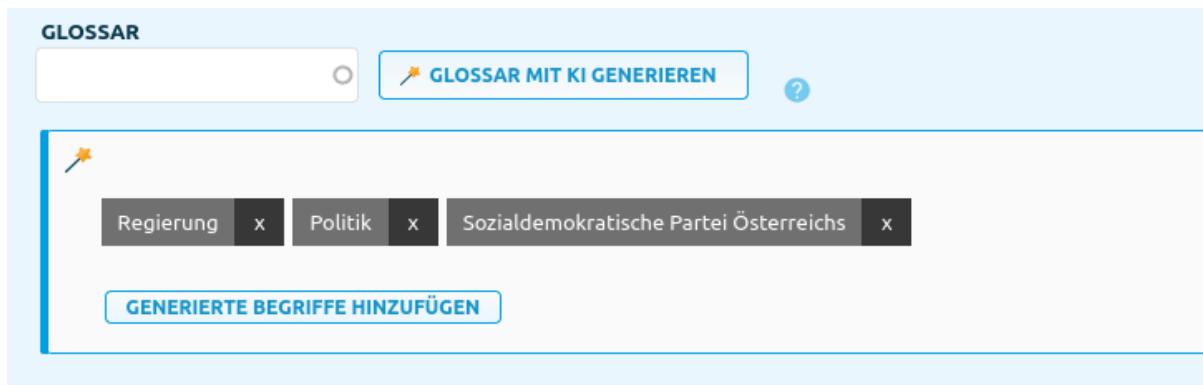 GLOSSAR
GLOSSAR MIT KI GENERIEREN ?
Regierung x Politik x Sozialdemokratische Partei Österreichs x
GENERIERTE BEGRIFFE HINZUFÜGEN